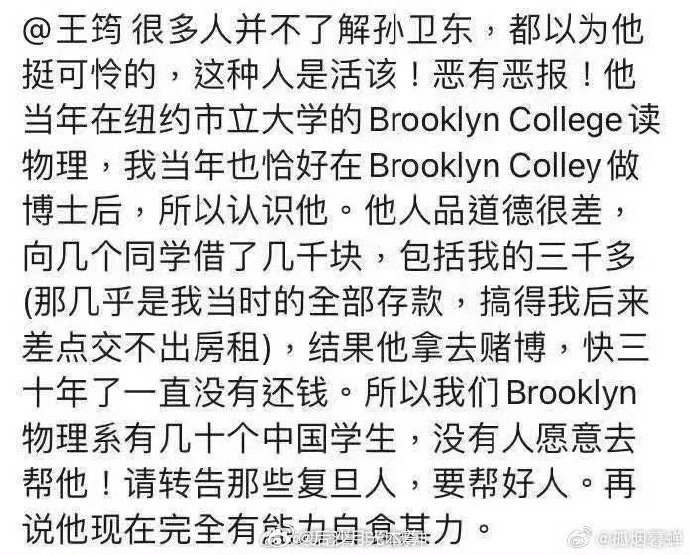 @王筠 很多人并不了解孙卫东，都以为他
挺可怜的，这种人是活该！恶有恶报！他
当年在纽约市立大学的Brooklyn College读
物理，我当年也恰好在Brooklyn Colley做
博士后，所以认识他。他人品道德很差，
向几个同学借了几千块，包括我的三千多
(那几乎是我当时的全部存款，搞得我后来
差点交不出房租)，结果他拿去赌博，快三
十年了一直没有还钱。所以我们Brooklyn
物理系有几十个中国学生，没有人愿意去
帮他！请转告那些复旦人，要帮好人。再
说他现在完全有能力自食其力。
@孤烟暮蝉